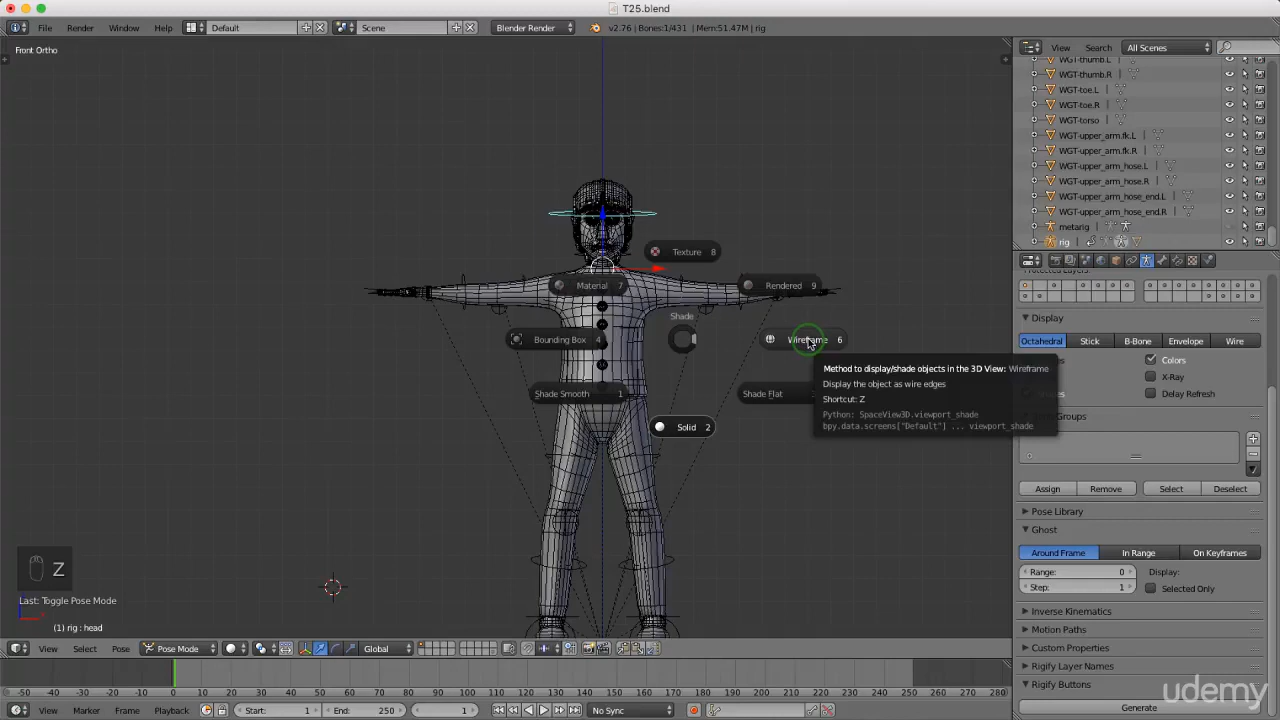 T25.blend
File Render Window Help Default Scene Blender Render v2.76 | Bones:1/431 | Mem:51.47M | rig
View Search All Scenes
Front Ortho
WGT-thumb.L
WGT-thumb.R
WGT-toe.L
WGT-toe.R
WGT-torso
WGT-upper_arm.fk.L
WGT-upper_arm.fk.R
WGT-upper_arm_hose.L
WGT-upper_arm_hose.R
WGT-upper_arm_hose_end.L
WGT-upper_arm_hose_end.R
metarig
rig
Texture 8
Material 7
Rendered 9
Shade
Bounding Box 4
Wireframe 6
Shade Smooth 1
Shade Flat
Solid 2
Method to display/shade objects in the 3D View: Wireframe
Display the object as wire edges
Shortcut: Z
Python: SpaceView3D.viewport_shade
bpy.data.screens["Default"] ... viewport_shade
Protected Layers:
Display
Octahedral Stick B-Bone Envelope Wire
Colors
X-Ray
Delay Refresh
Groups
Assign Remove Select Deselect
Pose Library
Ghost
Around Frame In Range On Keyframes
Range: 0 Display:
Step: 1 Selected Only
Inverse Kinematics
Motion Paths
Custom Properties
Rigify Layer Names
Rigify Buttons
Generate
Z
Last: Toggle Pose Mode
(1) rig : head
View Select Pose Pose Mode Global
-50 -40 -30 -20 -10 0 10 20 30 40 50 60 70 80 90 100 110 120 130 140 150 160 170 180 190 200 210 220 230 240 250 260 270 280
View Marker Frame Playback Start: 1 End: 250 1 No Sync
udemy